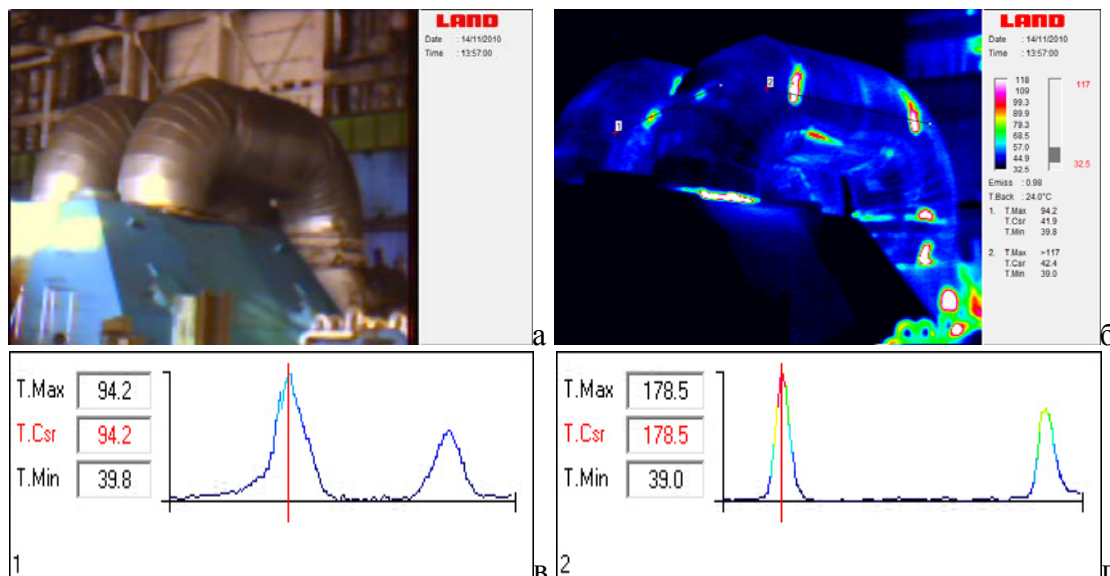 LAND
Date : 14/11/2010
Time : 13:57:00
а
LAND
Date : 14/11/2010
Time : 13:57:00
118
109
99.3
89.9
79.3
68.5
57.0
44.9
32.5
117
32.5
Emiss : 0.98
T.Back : 24.0°C
1. T.Max 94.2
T.Csr 41.9
T.Min 39.8
2. T.Max >117
T.Csr 42.4
T.Min 39.0
1
2
б
T.Max 94.2
T.Csr 94.2
T.Min 39.8
1
в
T.Max 178.5
T.Csr 178.5
T.Min 39.0
2